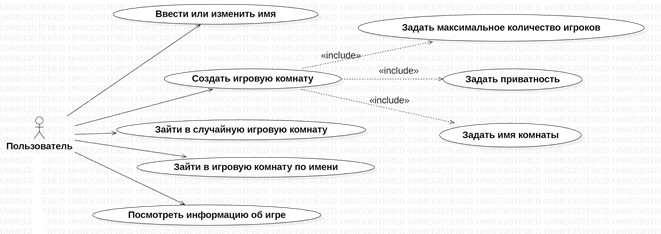 Ввести или изменить имя
Задать максимальное количество игроков
«include»
Создать игровую комнату
«include»
Задать приватность
«include»
Пользователь
Зайти в случайную игровую комнату
Задать имя комнаты
Зайти в игровую комнату по имени
Посмотреть информацию об игре